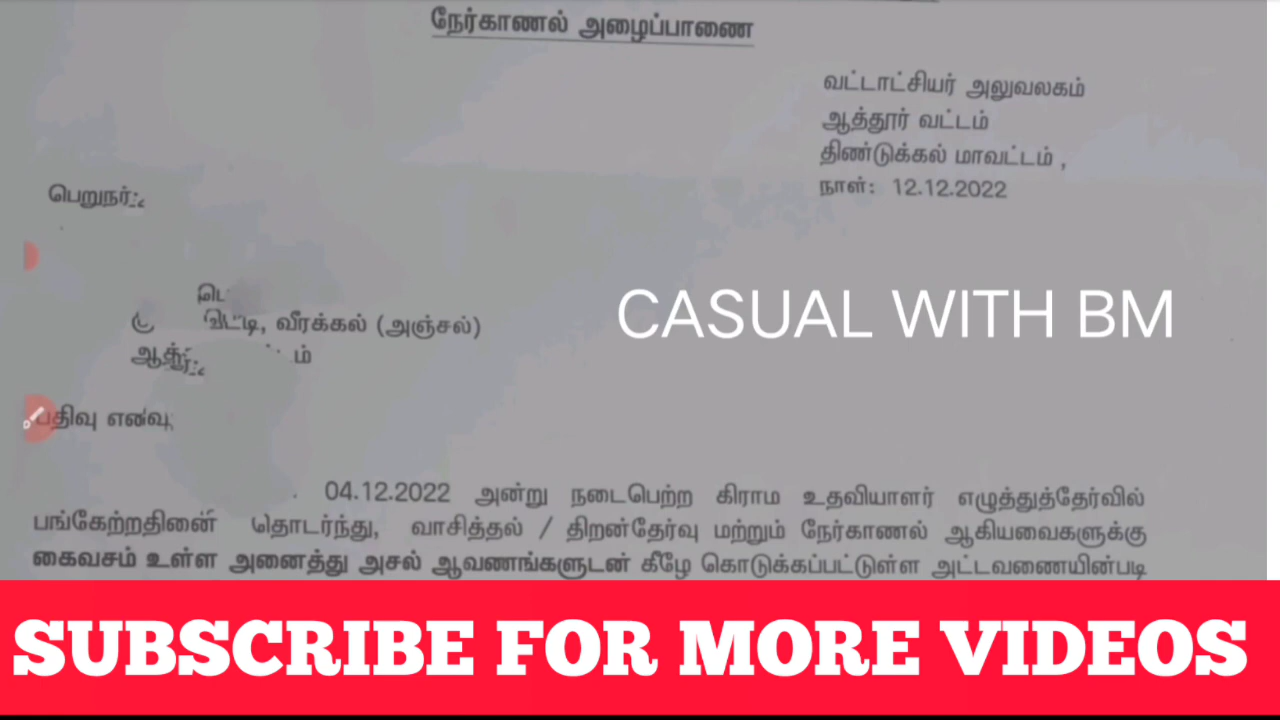 நேர்காணல் அழைப்பாணை
வட்டாட்சியர் அலுவலகம்
ஆத்தூர் வட்டம்
திண்டுக்கல் மாவட்டம் ,
நாள்: 12.12.2022
பெறுநர்:
வீரக்கல் (அஞ்சல்)
CASUAL WITH BM
பதிவு எண்
04.12.2022 அன்று நடைபெற்ற கிராம உதவியாளர் எழுத்துத்தேர்வில்
பங்கேற்றதினை தொடர்ந்து, வாசித்தல் / திறன்தேர்வு மற்றும் நேர்காணல் ஆகியவைகளுக்கு
கைவசம் உள்ள அனைத்து அசல் ஆவணங்களுடன் கீழே கொடுக்கப்பட்டுள்ள அட்டவணையின்படி
SUBSCRIBE FOR MORE VIDEOS